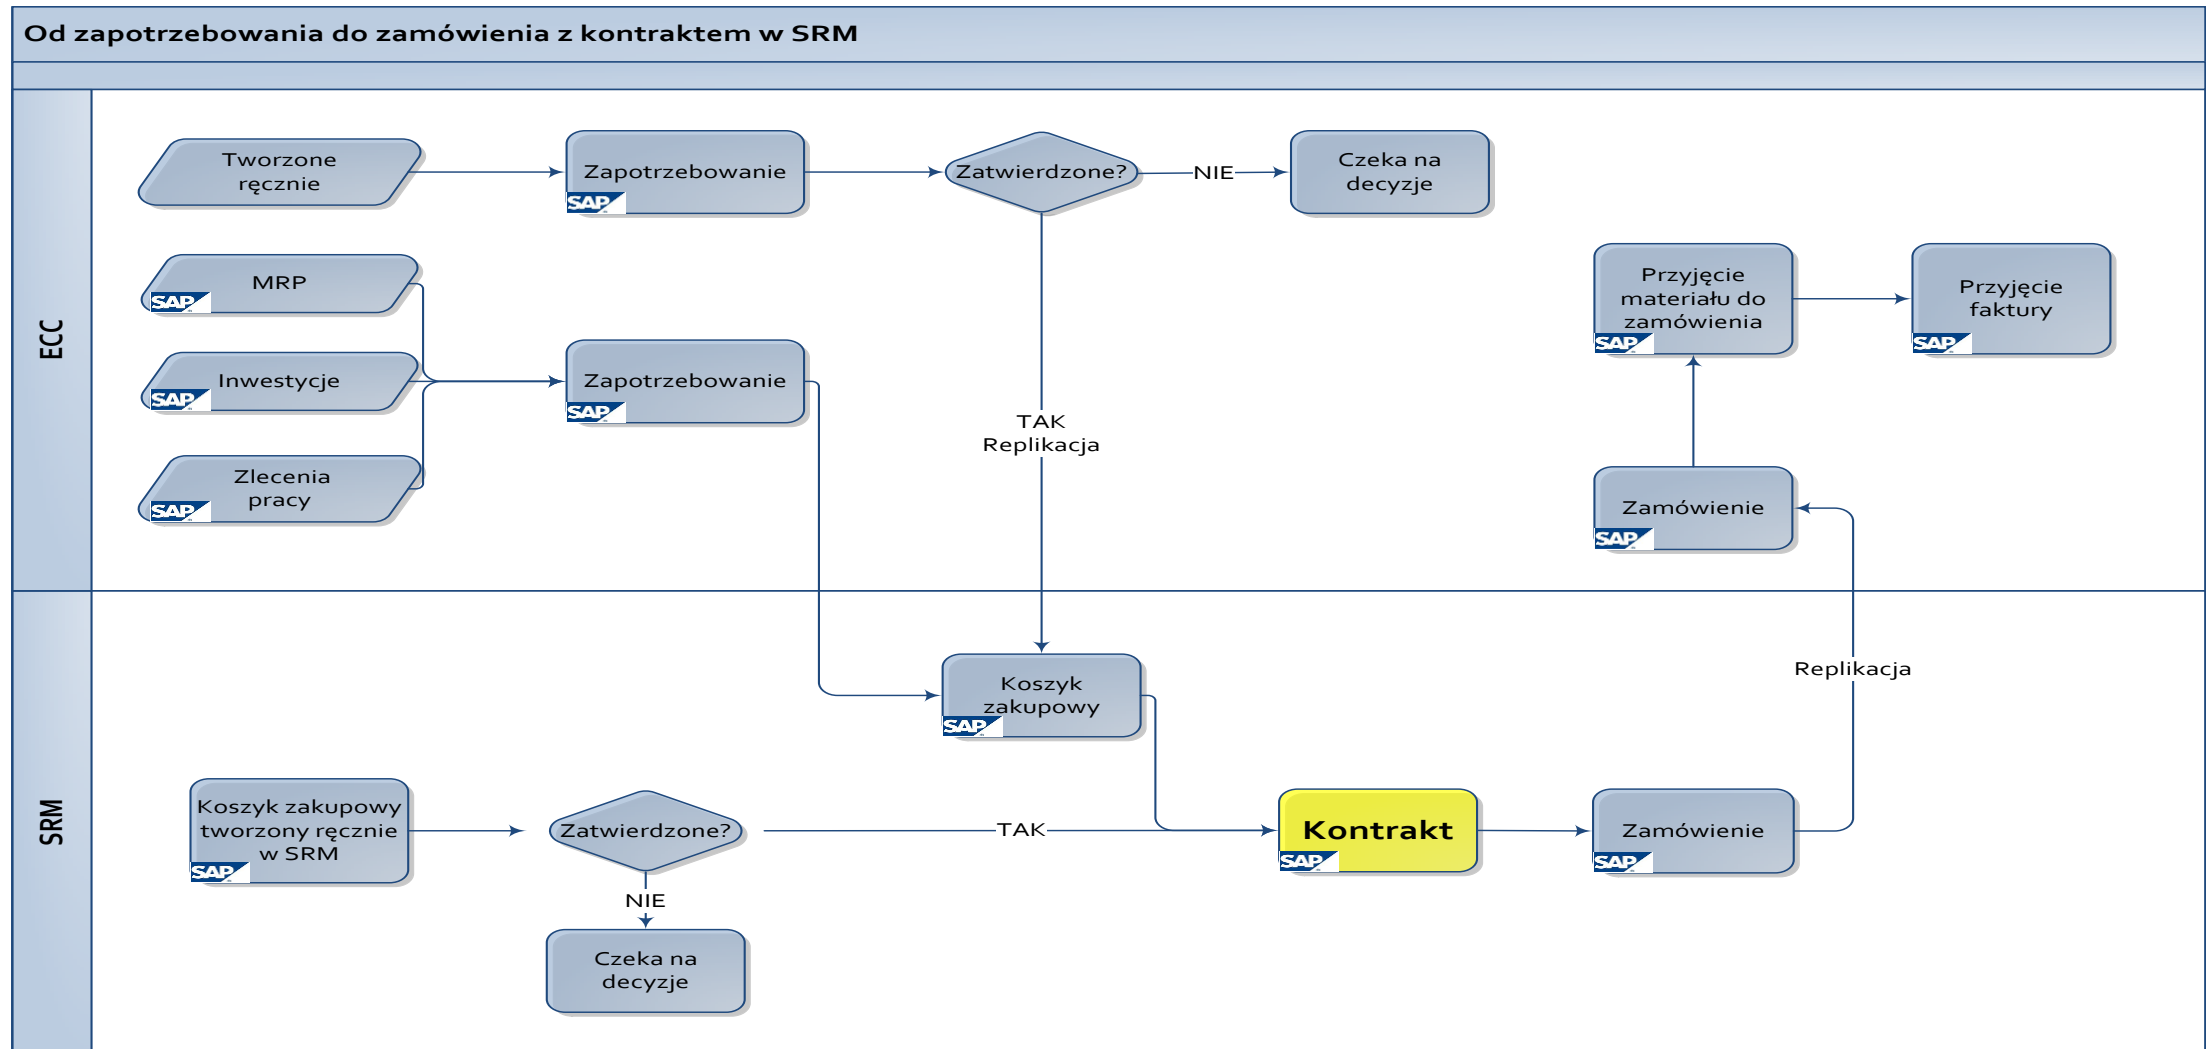 Od zapotrzebowania do zamówienia z kontraktem w SRM
ECC
Tworzone
ręcznie
Zapotrzebowanie
SAP
Zatwierdzone?
NIE
Czeka na
decyzje
MRP
SAP
Inwestycje
SAP
Zlecenia
pracy
SAP
Zapotrzebowanie
SAP
TAK
Replikacja
Przyjęcie
materiału do
zamówienia
SAP
Przyjęcie
faktury
SAP
Zamówienie
SAP
SRM
Koszyk
zakupowy
SAP
Replikacja
Koszyk zakupowy
tworzony ręcznie
w SRM
SAP
Zatwierdzone?
TAK
Kontrakt
SAP
Zamówienie
SAP
NIE
Czeka na
decyzje